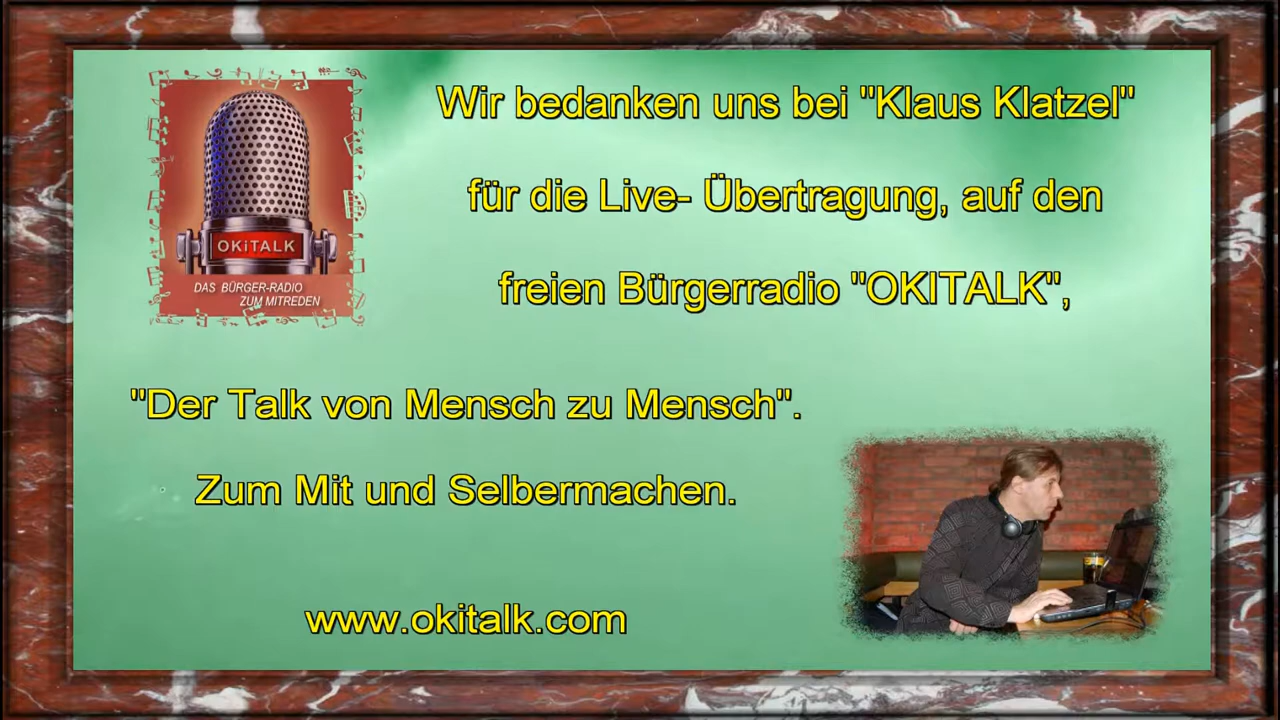 Wir bedanken uns bei "Klaus Klatzel"
für die Live- Übertragung, auf den
freien Bürgerradio "OKITALK",
OKiTALK
DAS BÜRGER-RADIO
ZUM MITREDEN
"Der Talk von Mensch zu Mensch".
Zum Mit und Selbermachen.
www.okitalk.com